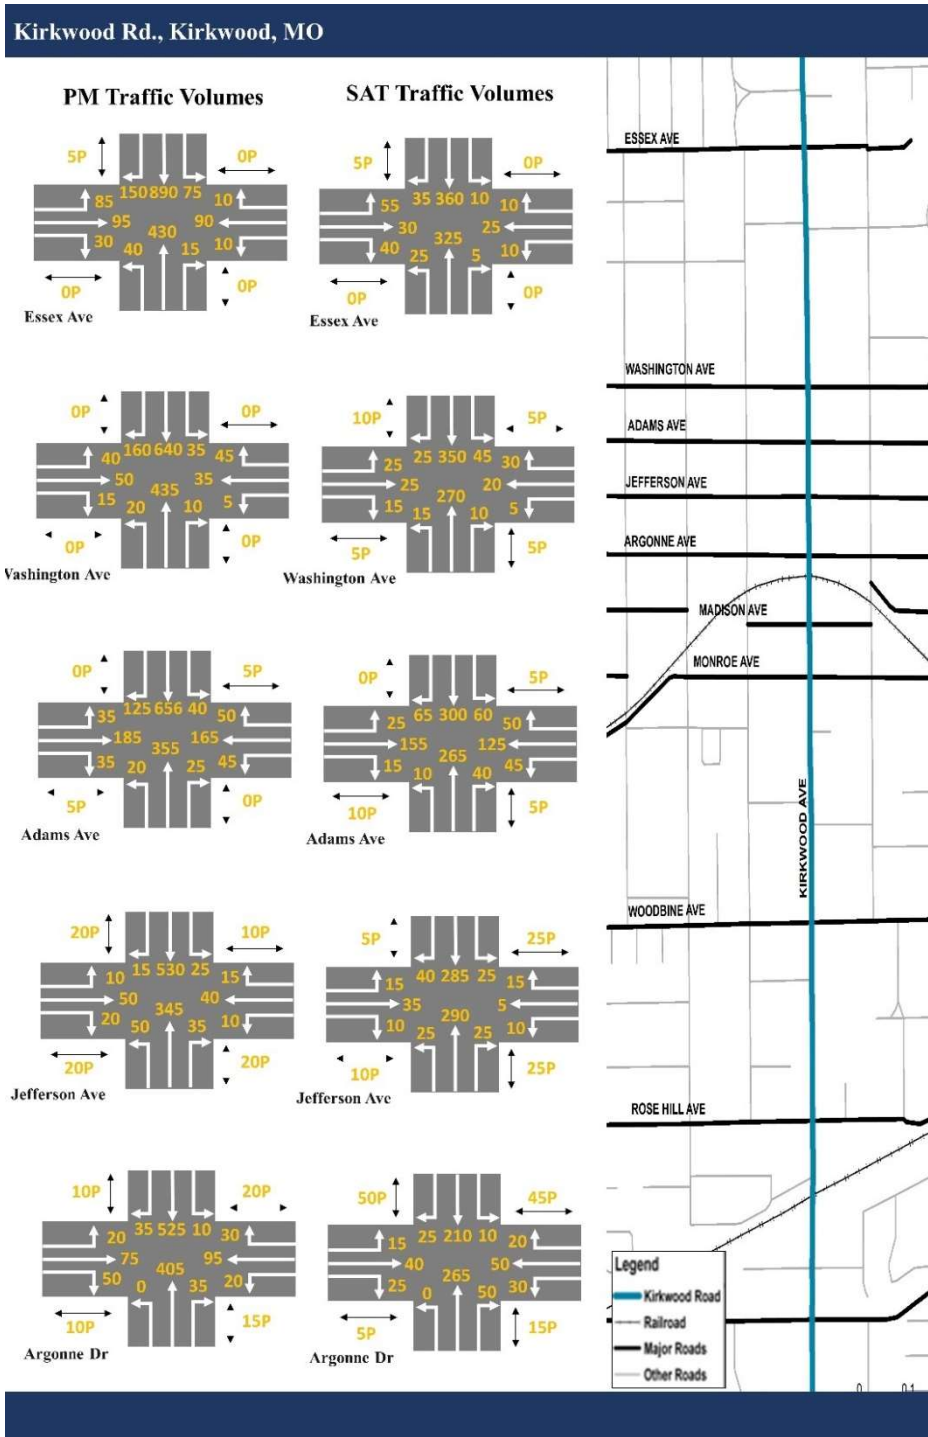 Kirkwood Rd., Kirkwood, MO
PM Traffic Volumes
5P
0P
150 890 75
85
10
95
90
430
30
40
15
10
0P
0P
Essex Ave
0P
0P
160 640 35
40
45
50
35
435
15
20
10
5
0P
0P
Vashington Ave
0P
5P
125 656 40
35
50
185
165
355
35
20
25
45
5P
0P
Adams Ave
20P
10P
15 530 25
10
15
50
40
345
20
50
35
10
20P
20P
Jefferson Ave
10P
20P
35 525 10
20
30
75
95
405
50
0
35
20
10P
15P
Argonne Dr
SAT Traffic Volumes
5P
0P
35 360 10
55
10
30
25
325
40
25
5
10
0P
0P
Essex Ave
10P
5P
25 350 45
25
30
25
20
270
15
15
10
5
5P
5P
Washington Ave
0P
5P
65 300 60
25
50
155
125
265
15
10
40
45
10P
5P
Adams Ave
5P
25P
40 285 25
15
15
35
5
290
10
25
25
10
10P
25P
Jefferson Ave
50P
45P
25 210 10
15
20
40
50
265
25
0
50
30
5P
15P
Argonne Dr
ESSEX AVE
WASHINGTON AVE
ADAMS AVE
JEFFERSON AVE
ARGONNE AVE
MADISON AVE
MONROE AVE
KIRKWOOD AVE
WOODBINE AVE
ROSE HILL AVE
Legend
Kirkwood Road
Railroad
Major Roads
Other Roads